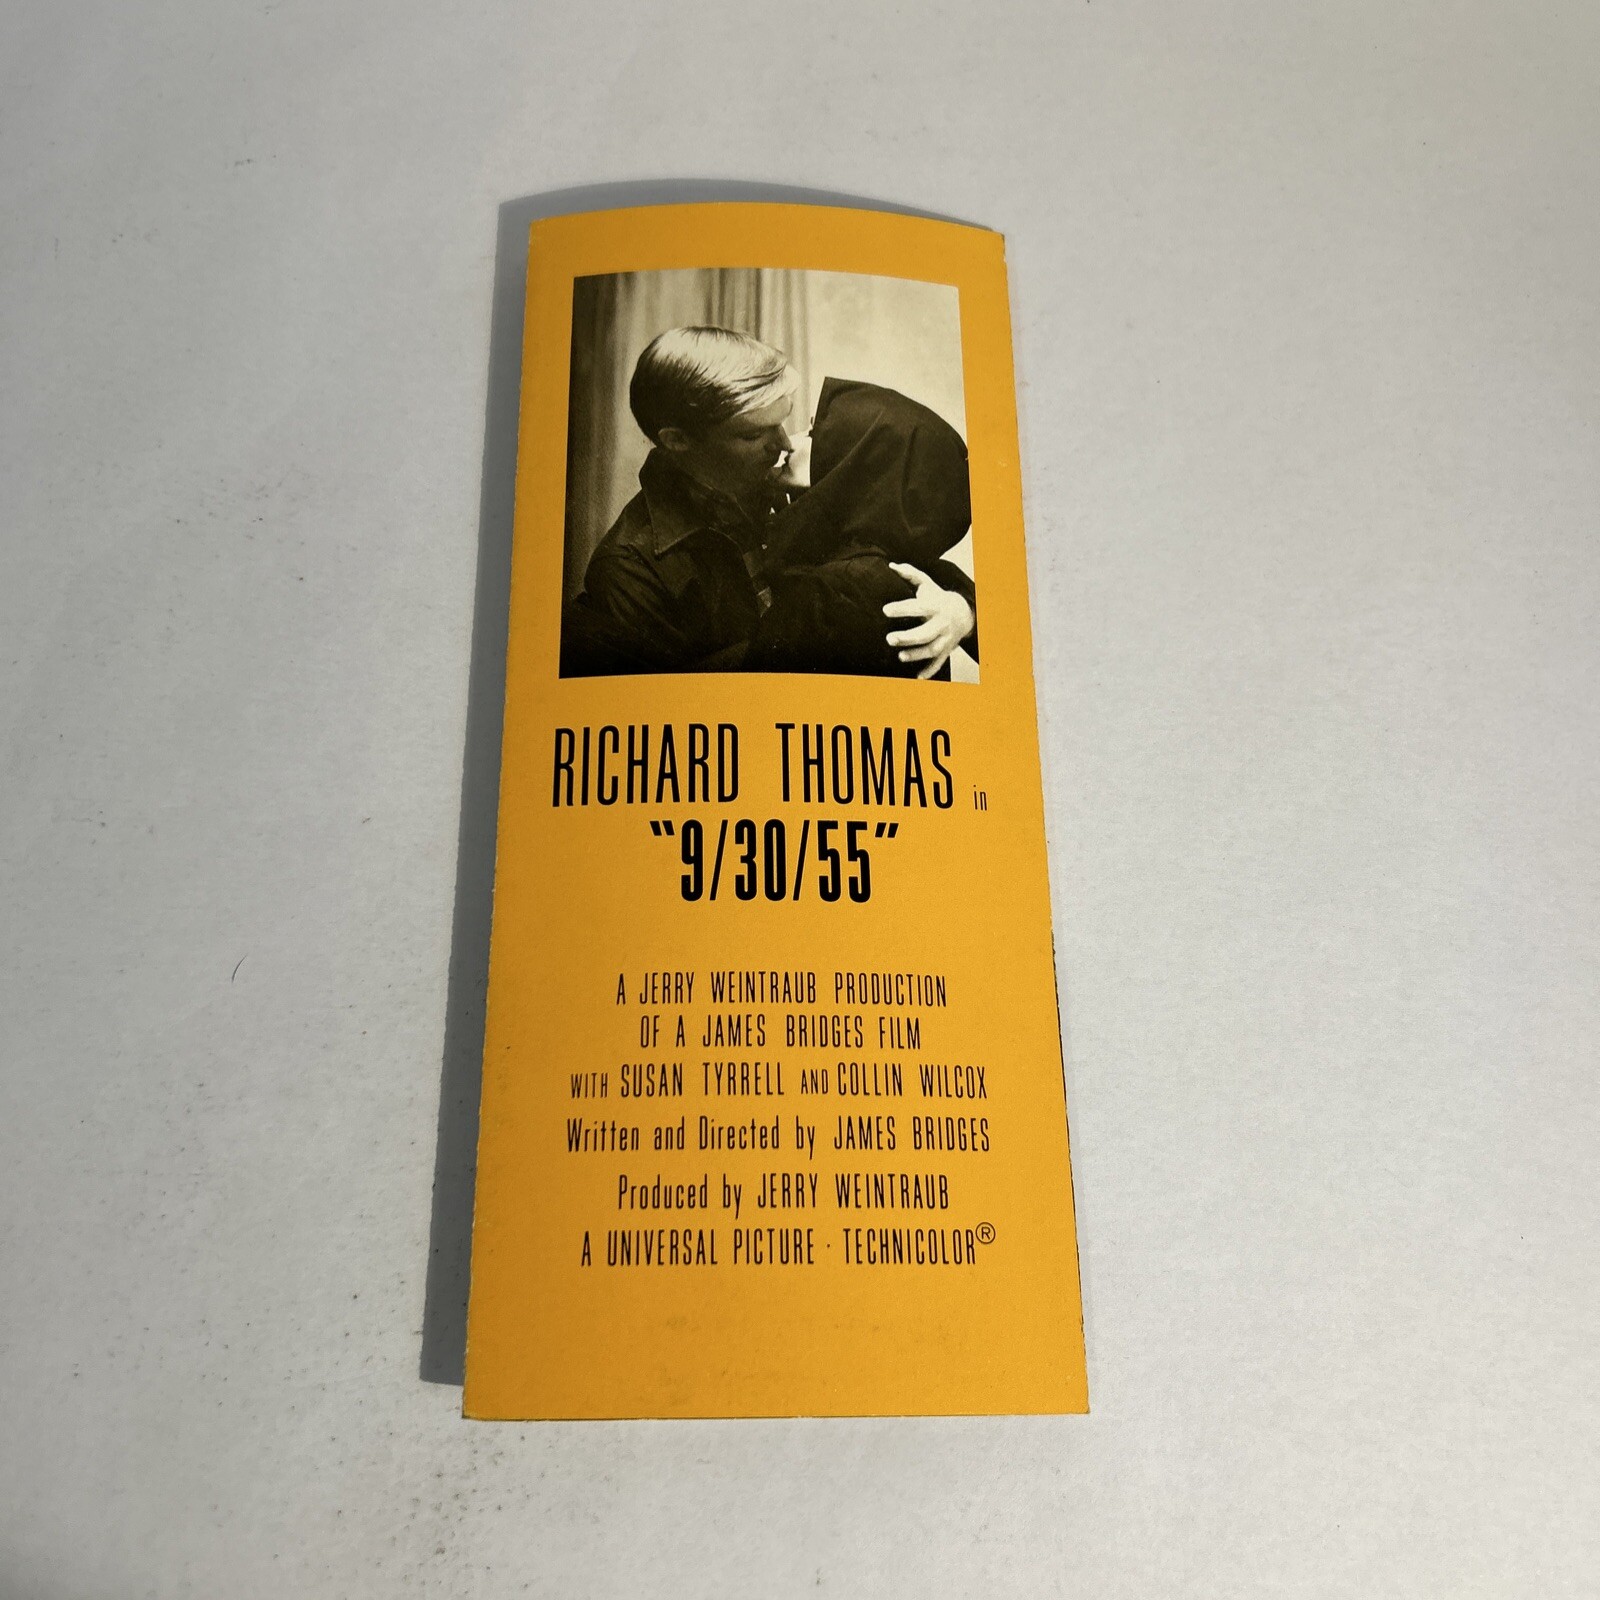 RICHARD THOMAS in
"9/30/55"
A JERRY WEINTRAUB PRODUCTION
OF A JAMES BRIDGES FILM
WITH SUSAN TYRRELL AND COLLIN WILCOX
Written and Directed by JAMES BRIDGES
Produced by JERRY WEINTRAUB
A UNIVERSAL PICTURE · TECHNICOLOR®